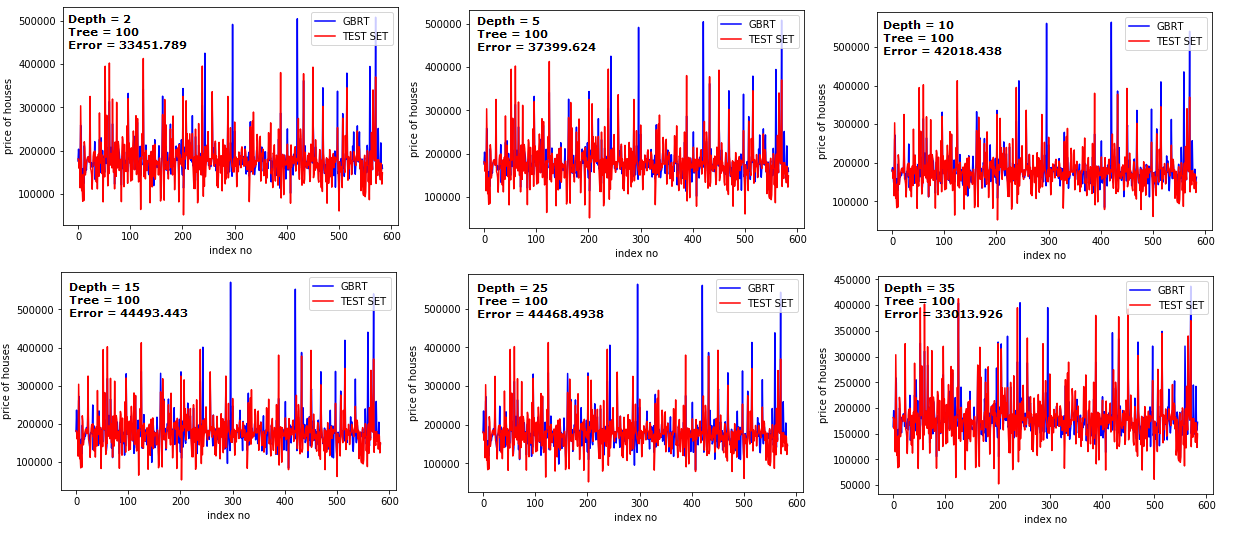 Depth = 2
Tree = 100
Error = 33451.789
GBRT
TEST SET
500000
400000
300000
200000
100000
price of houses
0 100 200 300 400 500 600
index no
Depth = 5
Tree = 100
Error = 37399.624
GBRT
TEST SET
500000
400000
300000
200000
100000
price of houses
0 100 200 300 400 500 600
index no
Depth = 10
Tree = 100
Error = 42018.438
GBRT
TEST SET
500000
400000
300000
200000
100000
price of houses
0 100 200 300 400 500 600
index no
Depth = 15
Tree = 100
Error = 44493.443
GBRT
TEST SET
500000
400000
300000
200000
100000
price of houses
0 100 200 300 400 500 600
index no
Depth = 25
Tree = 100
Error = 44468.4938
GBRT
TEST SET
500000
400000
300000
200000
100000
price of houses
0 100 200 300 400 500 600
index no
Depth = 35
Tree = 100
Error = 33013.926
GBRT
TEST SET
450000
400000
350000
300000
250000
200000
150000
100000
50000
price of houses
0 100 200 300 400 500 600
index no